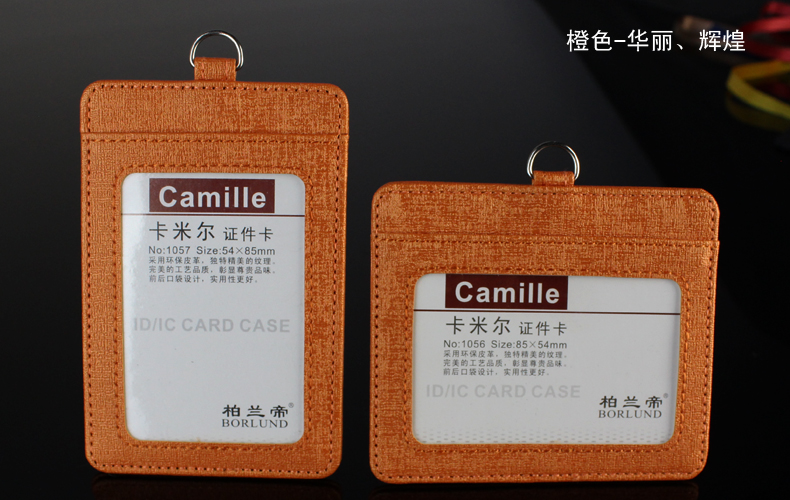 橙色-华丽、辉煌
Camille
卡米尔 证件卡
No:1057 Size:54×85mm
采用环保皮革，独特精美的纹理。
完美的工艺品质，彰显尊贵品味。
前后口袋设计，实用性更好。
ID/IC CARD CASE
柏兰帝®
BORLUND
Camille
卡米尔 证件卡
No:1056 Size:85×54mm
采用环保皮革，独特精美的纹理。
完美的工艺品质，彰显尊贵品味。
前后口袋设计，实用性更好。
ID/IC CARD CASE
柏兰帝®
BORLUND